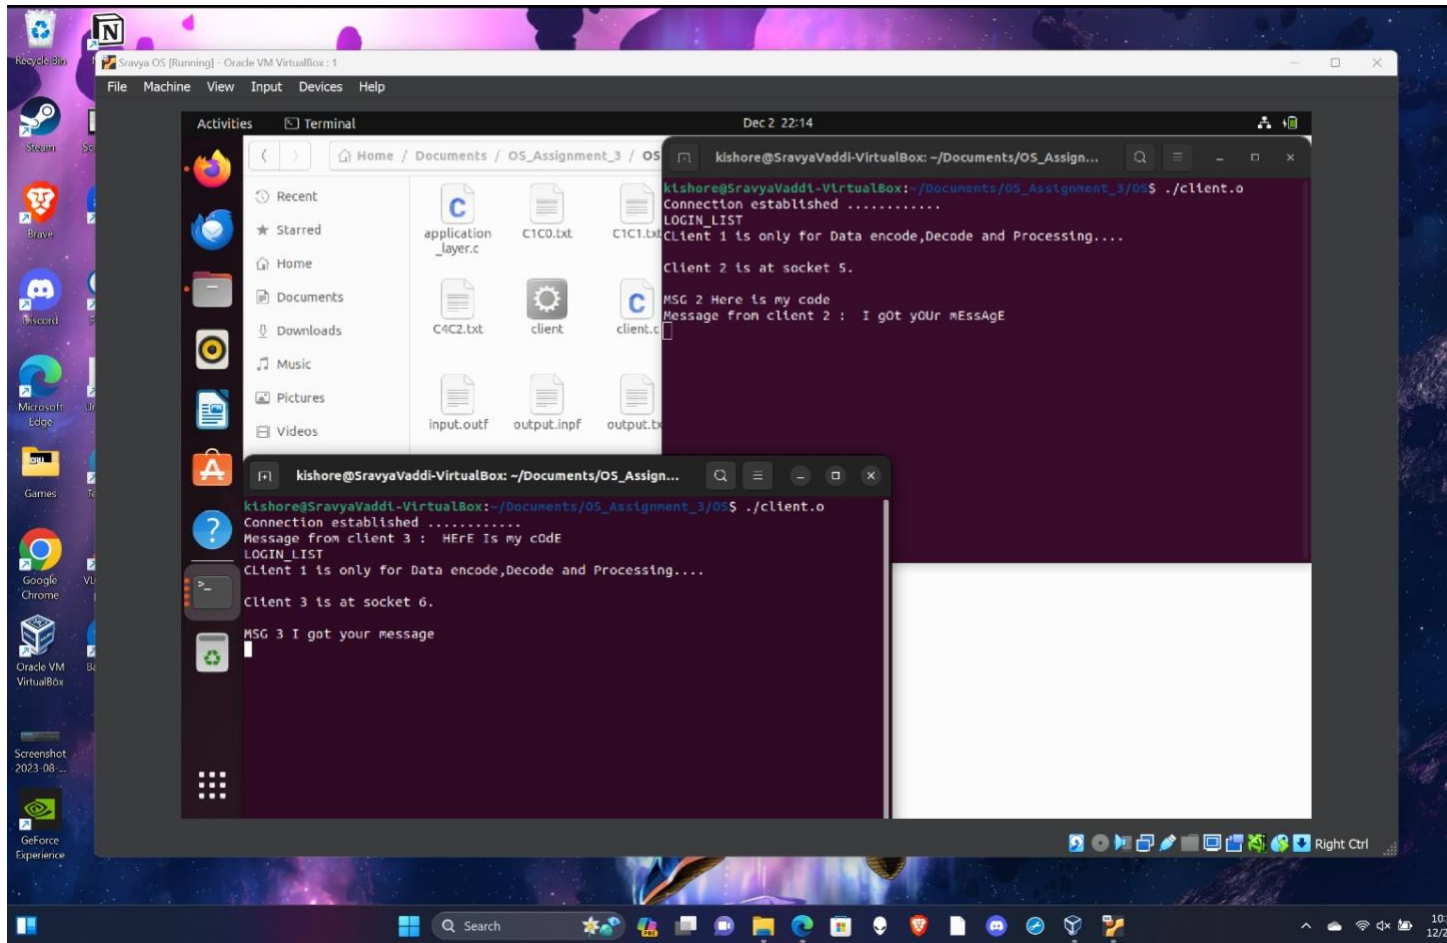 Recycle Bin
Steam
Brave
Discord
Microsoft
Edge
Games
Google
Chrome
Oracle VM
VirtualBox
Screenshot
2023-08-...
GeForce
Experience
Sravya OS [Running] - Oracle VM VirtualBox : 1
File Machine View Input Devices Help
Activities Terminal Dec 2 22:14
Home / Documents / OS_Assignment_3 / OS
Recent
Starred
Home
Documents
Downloads
Music
Pictures
Videos
application
_layer.c
C1C0.txt
C1C1.txt
C4C2.txt
client
client.c
input.outf
output.inpf
kishore@SravyaVaddi-VirtualBox: ~/Documents/OS_Assign...
kishore@SravyaVaddi-VirtualBox:~/Documents/OS_Assignment_3/OS$ ./client.o
Connection established ............
LOGIN_LIST
CLient 1 is only for Data encode,Decode and Processing....
Client 2 is at socket 5.
MSG 2 Here is my code
Message from client 2 :  I gOt yOUr mEssAgE
kishore@SravyaVaddi-VirtualBox: ~/Documents/OS_Assign...
kishore@SravyaVaddi-VirtualBox:~/Documents/OS_Assignment_3/OS$ ./client.o
Connection established ............
Message from client 3 :  HErE Is my cOdE
LOGIN_LIST
CLient 1 is only for Data encode,Decode and Processing....
Client 3 is at socket 6.
MSG 3 I got your message
Right Ctrl
Search